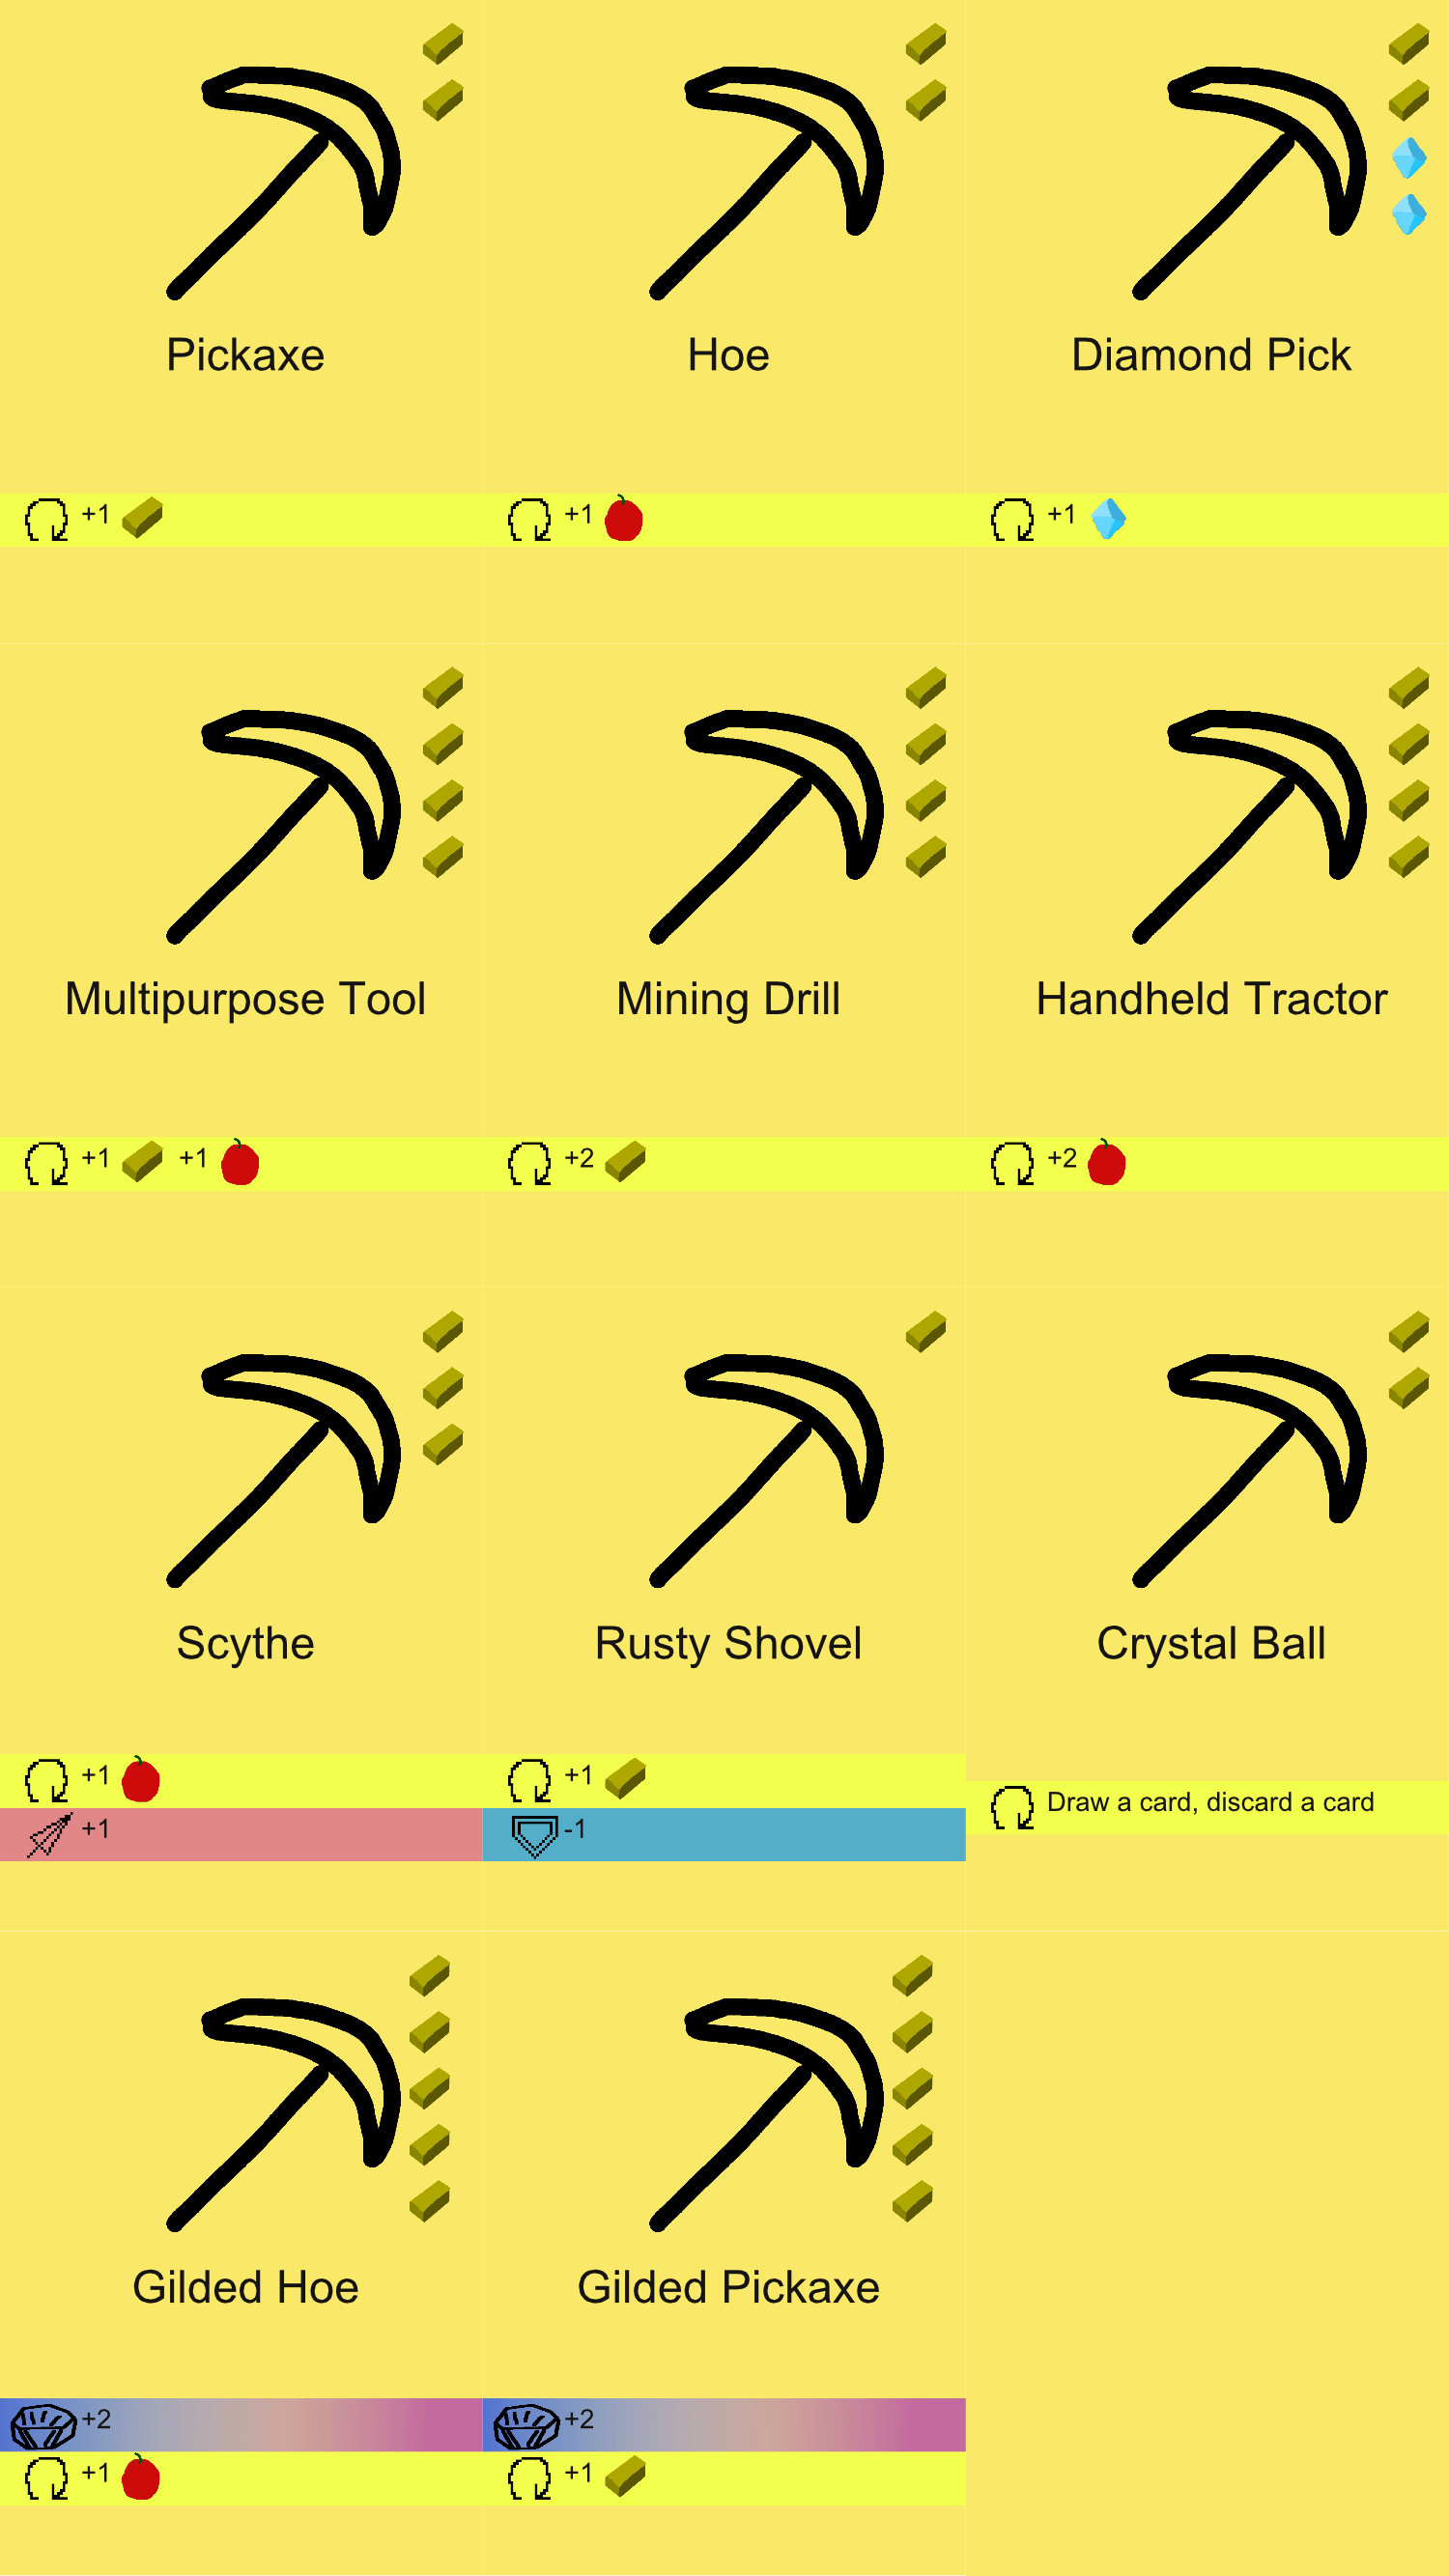 Pickaxe
Hoe
Diamond Pick
+1
+1
+1
Multipurpose Tool
Mining Drill
Handheld Tractor
+1 +1
+2
+2
Scythe
Rusty Shovel
Crystal Ball
+1
+1
Draw a card, discard a card
+1
-1
Gilded Hoe
Gilded Pickaxe
+2
+2
+1
+1